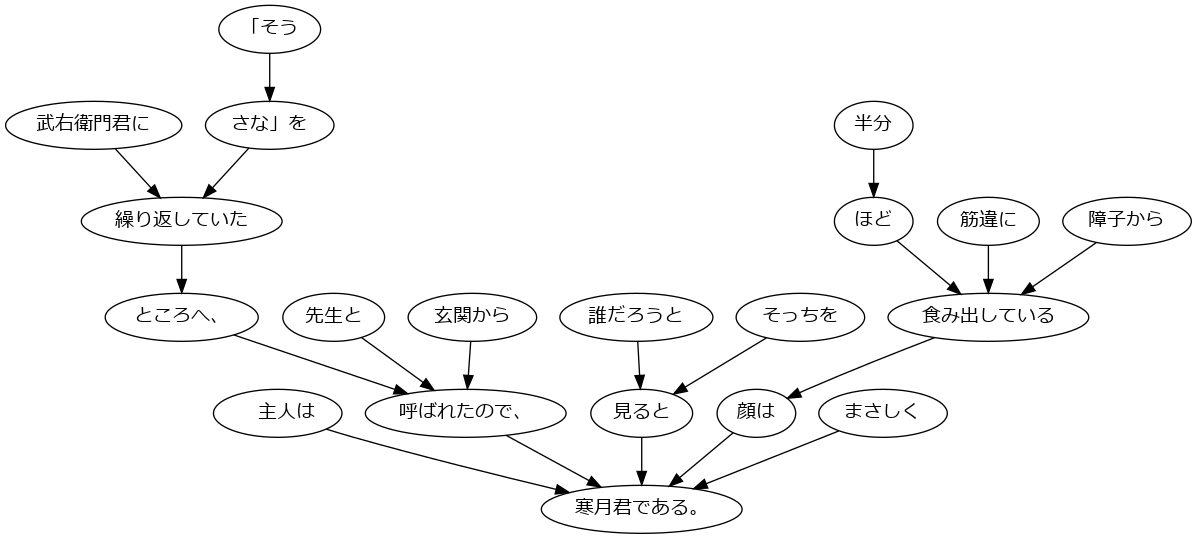 「そう
武右衛門君に
さな」を
半分
繰り返していた
ほど
筋違に
障子から
ところへ、
先生と
玄関から
誰だろうと
そっちを
食み出している
主人は
呼ばれたので、
見ると
顔は
まさしく
寒月君である。